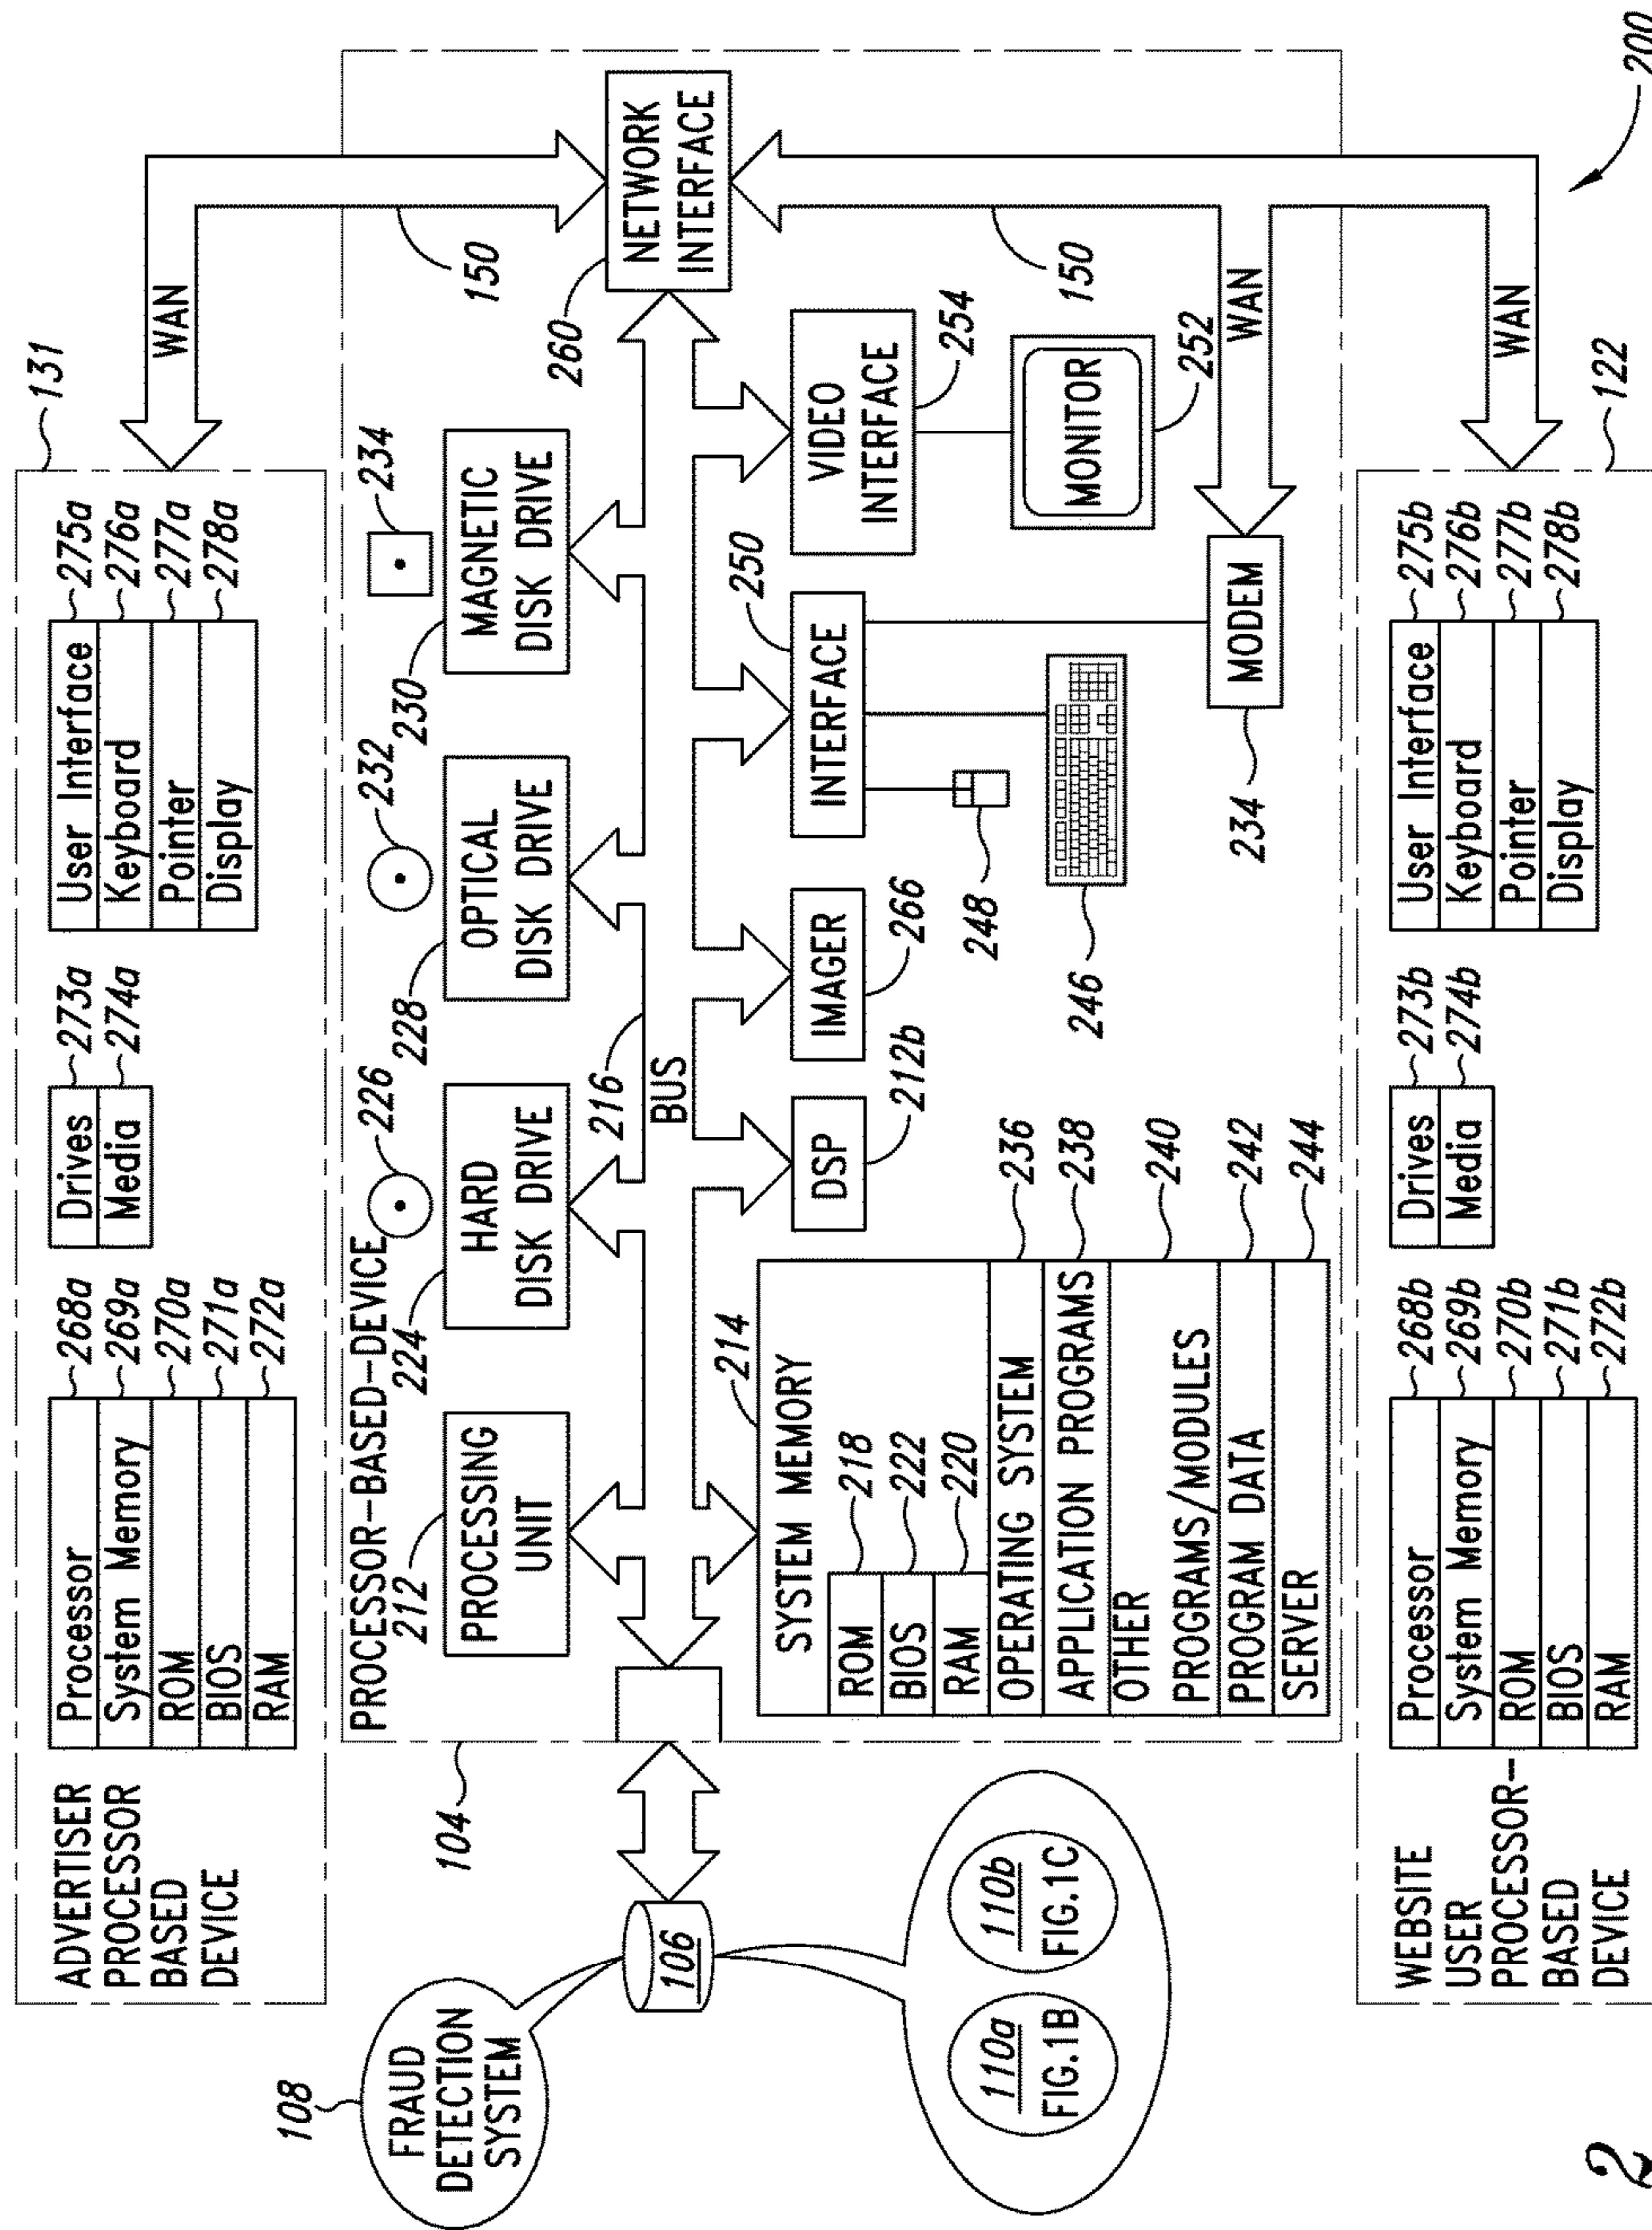 ADVERTISER
PROCESSOR
BASED
DEVICE
Processor 268a
System Memory 269a
ROM 270a
BIOS 271a
RAM 272a
Drives 273a
Media 274a
User Interface 275a
Keyboard 276a
Pointer 277a
Display 278a
131
WAN
150
108
FRAUD
DETECTION
SYSTEM
106
110a
FIG.1B
110b
FIG.1C
104
PROCESSOR-BASED-DEVICE
212
PROCESSING
UNIT
224
HARD
DISK DRIVE
226
228
OPTICAL
DISK DRIVE
232
230
MAGNETIC
DISK DRIVE
234
260
NETWORK
INTERFACE
216
BUS
214
SYSTEM MEMORY
ROM 218
BIOS 222
RAM 220
OPERATING SYSTEM 236
APPLICATION PROGRAMS 238
OTHER
PROGRAMS/MODULES 240
PROGRAM DATA 242
SERVER 244
DSP
212b
IMAGER
266
INTERFACE
250
248
246
VIDEO
INTERFACE
254
MONITOR
252
MODEM
234
150
WAN
WAN
122
WEBSITE
USER
PROCESSOR-
BASED
DEVICE
Processor 268b
System Memory 269b
ROM 270b
BIOS 271b
RAM 272b
Drives 273b
Media 274b
User Interface 275b
Keyboard 276b
Pointer 277b
Display 278b
200
2